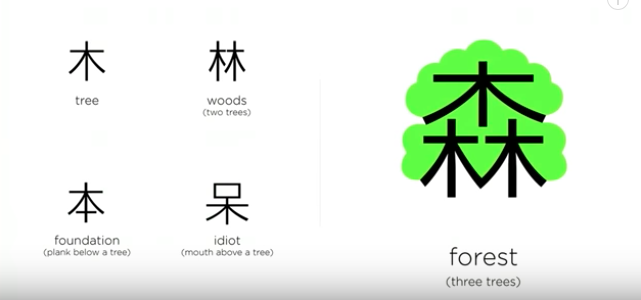 木
tree
林
woods
(two trees)
本
foundation
(plank below a tree)
呆
idiot
(mouth above a tree)
森
forest
(three trees)